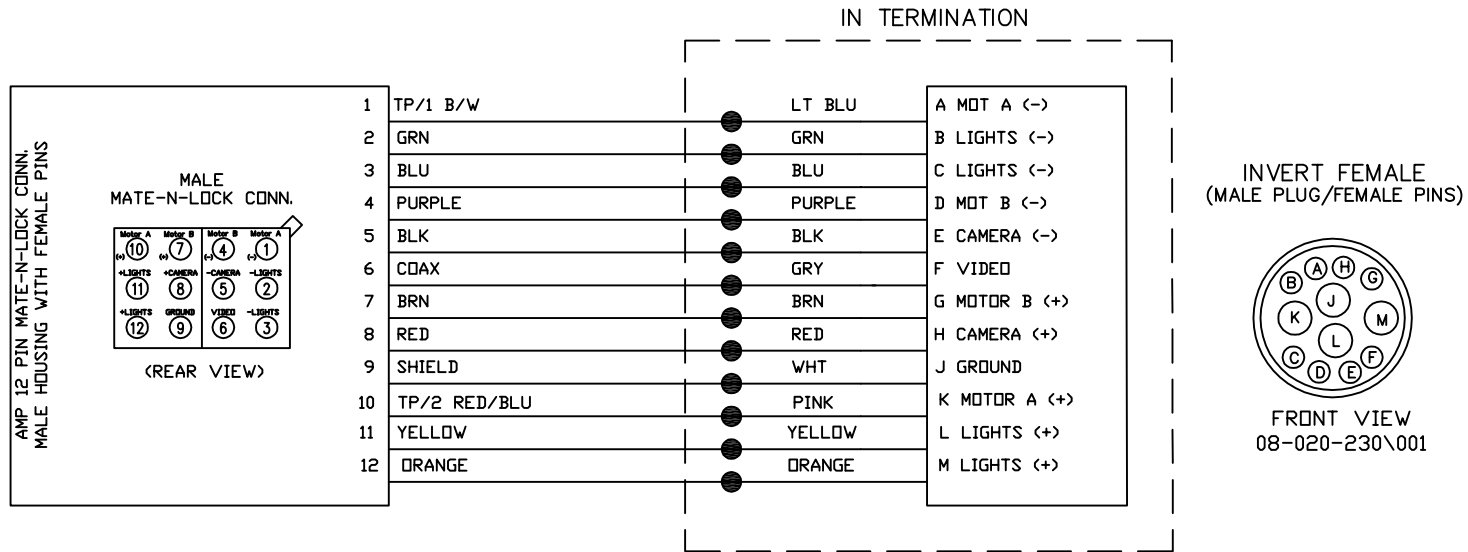 IN TERMINATION
AMP 12 PIN MATE-N-LOCK CONN.
MALE HOUSING WITH FEMALE PINS
MALE
MATE-N-LOCK CONN.
Motor A Motor B Motor B Motor A
(+) 10 (+) 7 (-) 4 (-) 1
+LIGHTS +CAMERA -CAMERA -LIGHTS
11 8 5 2
+LIGHTS GROUND VIDEO -LIGHTS
12 9 6 3
(REAR VIEW)
1 TP/1 B/W LT BLU A MOT A (-)
2 GRN GRN B LIGHTS (-)
3 BLU BLU C LIGHTS (-)
4 PURPLE PURPLE D MOT B (-)
5 BLK BLK E CAMERA (-)
6 COAX GRY F VIDEO
7 BRN BRN G MOTOR B (+)
8 RED RED H CAMERA (+)
9 SHIELD WHT J GROUND
10 TP/2 RED/BLU PINK K MOTOR A (+)
11 YELLOW YELLOW L LIGHTS (+)
12 ORANGE ORANGE M LIGHTS (+)
INVERT FEMALE
(MALE PLUG/FEMALE PINS)
A H
B G
J
K M
L
C F
D E
FRONT VIEW
08-020-230\001